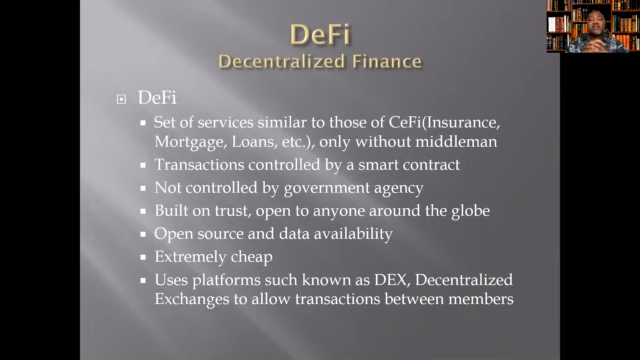 DeFi
Decentralized Finance
DeFi
Set of services similar to those of CeFi(Insurance,
Mortgage, Loans, etc.), only without middleman
Transactions controlled by a smart contract
Not controlled by government agency
Built on trust, open to anyone around the globe
Open source and data availability
Extremely cheap
Uses platforms such known as DEX, Decentralized
Exchanges to allow transactions between members